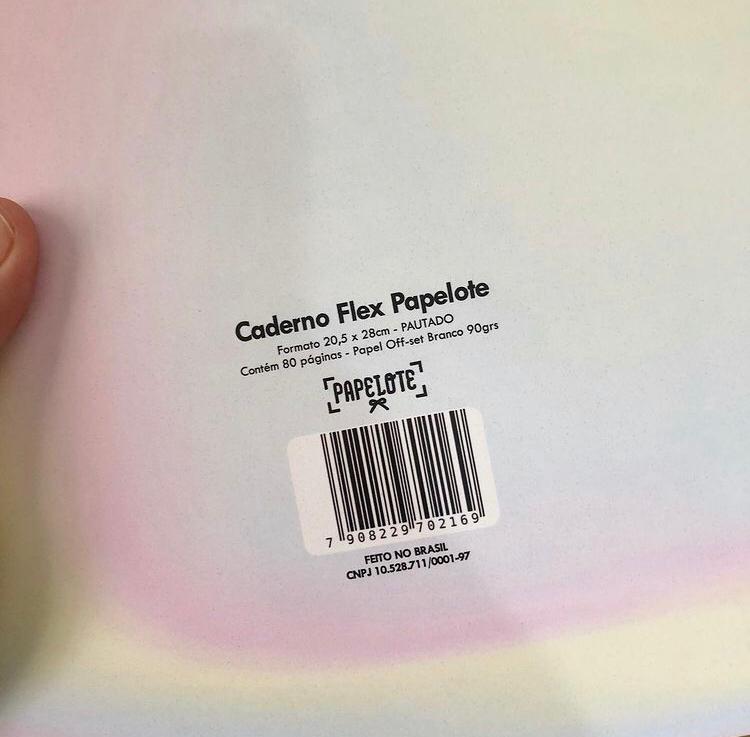 Caderno Flex Papelote
Formato 20,5 x 28cm - PAUTADO
Contém 80 páginas - Papel Off-set Branco 90grs
PAPELOTE
7 908229 702169
FEITO NO BRASIL
CNPJ 10.528.711/0001-97